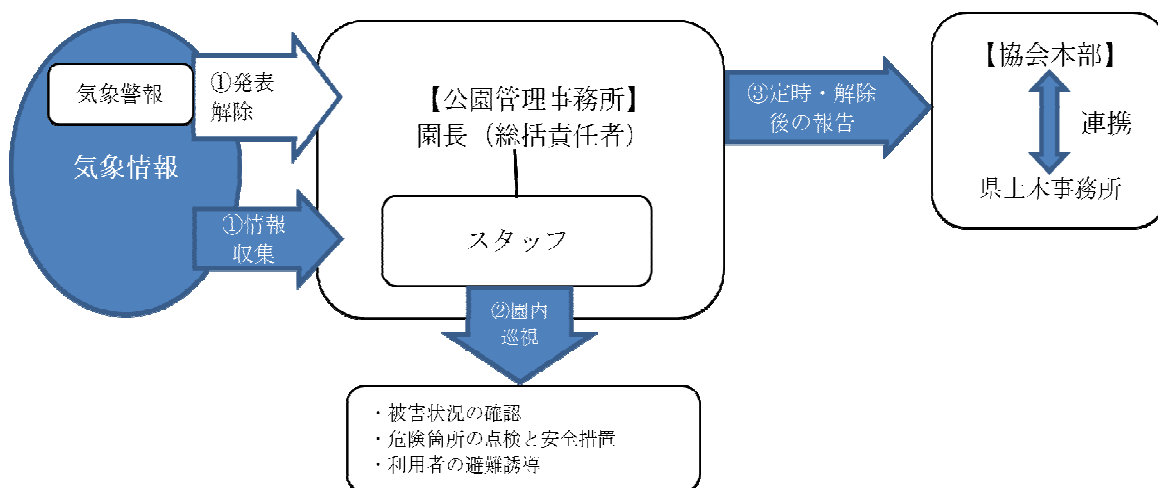 気象警報
気象情報
①発表
解除
①情報
収集
【公園管理事務所】
園長（総括責任者）
スタッフ
②園内
巡視
・被害状況の確認
・危険箇所の点検と安全措置
・利用者の避難誘導
③定時・解除
後の報告
【協会本部】
連携
県土木事務所